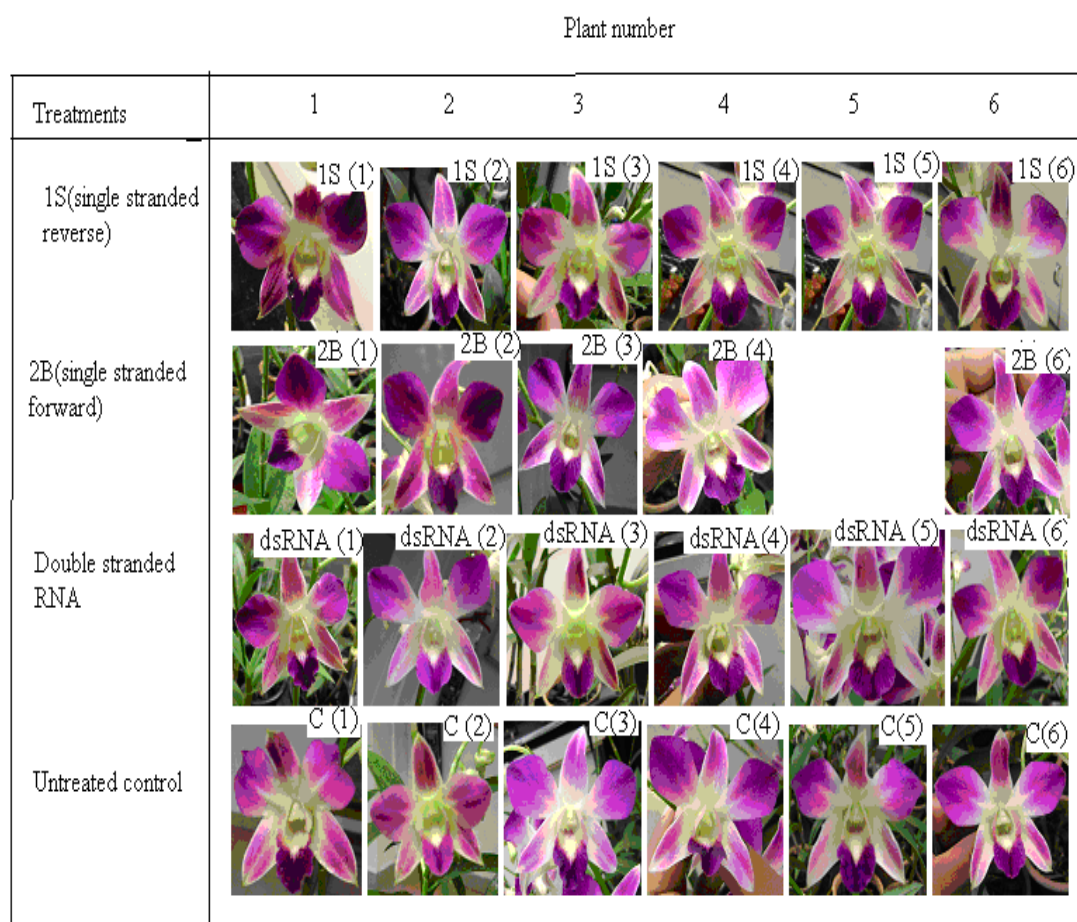 Plant number
Treatments 1 2 3 4 5 6
1S(single stranded
reverse)
1S (1) 1S (2) 1S (3) 1S (4) 1S (5) 1S (6)
2B(single stranded
forward)
2B (1) 2B (2) 2B (3) 2B (4) 2B (6)
Double stranded
RNA
dsRNA (1) dsRNA (2) dsRNA (3) dsRNA(4) dsRNA (5) dsRNA (6)
Untreated control
C (1) C (2) C(3) C(4) C(5) C(6)